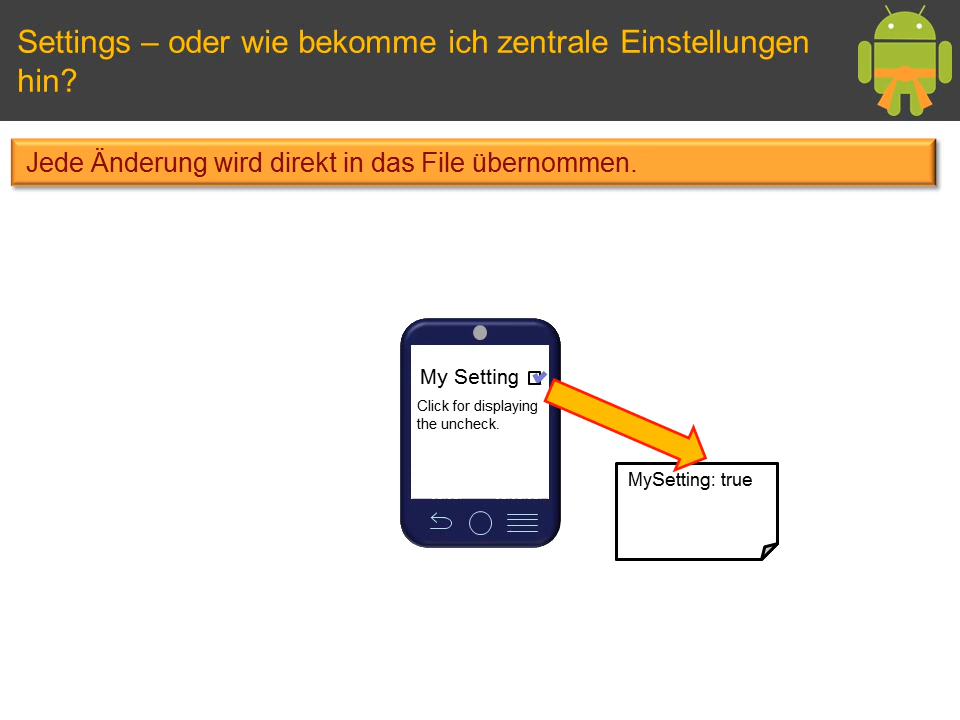 Settings – oder wie bekomme ich zentrale Einstellungen
hin?
Jede Änderung wird direkt in das File übernommen.
My Setting
Click for displaying
the uncheck.
MySetting: true